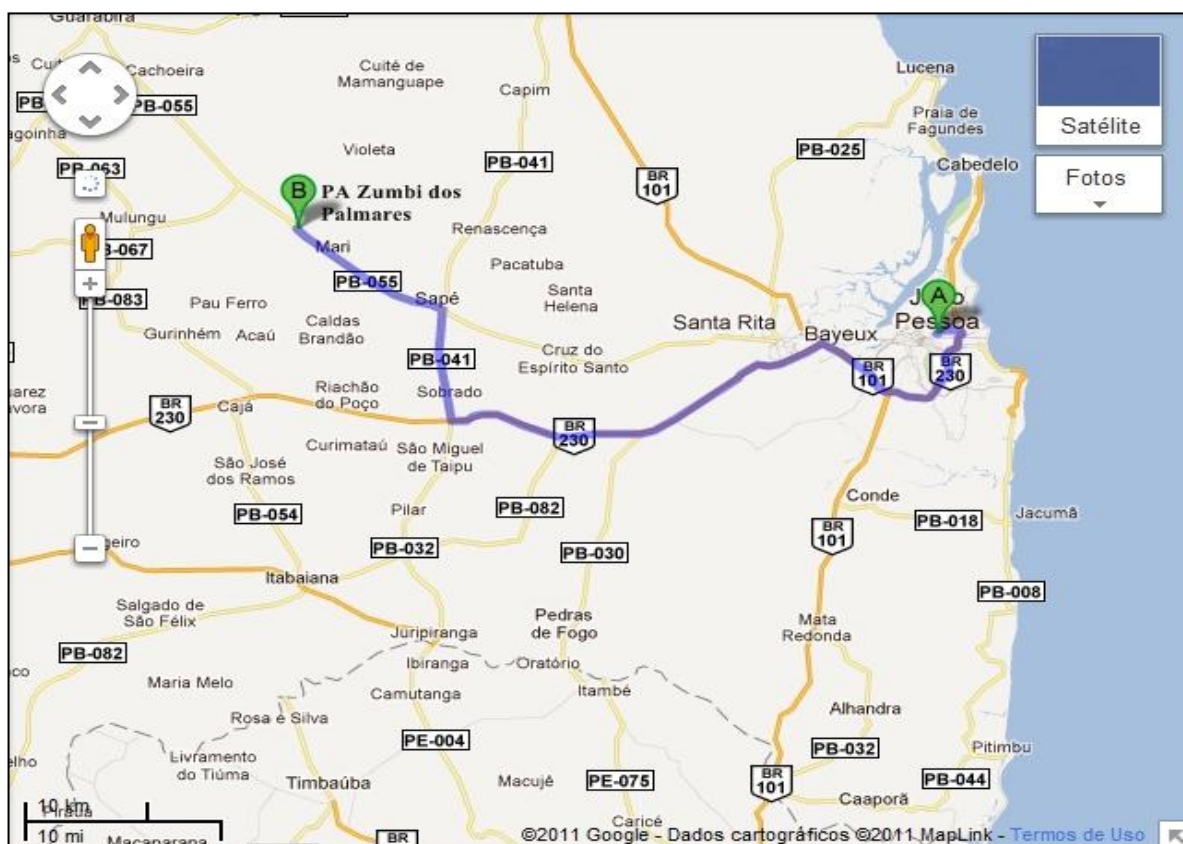 Guarabira
Cachoeira
Cuité de
Mamanguape
Capim
Lucena
Satélite
Praia de
Fagundes
PB-055
Violeta
PB-041
BR
101
PB-025
Cabedelo
Fotos
PB-063
B
PA Zumbi dos
Palmares
Mulungu
Renascença
Mari
PB-055
Pacatuba
PB-083
Pau Ferro
Sapé
Santa
Helena
A
João
Pessoa
Gurinhém
Acaú
Caldas
Brandão
Santa Rita
Bayeux
PB-041
Cruz do
Espírito Santo
BR
101
BR
230
Riachão
do Poço
Sobrado
BR
230
Cajá
Curimataú
São Miguel
de Taipu
BR
230
São José
dos Ramos
Pilar
PB-082
Conde
PB-054
PB-018
Jacumã
BR
101
PB-032
PB-030
Itabaiana
PB-008
Salgado de
São Félix
Pedras
de Fogo
Mata
Redonda
Juripiranga
PB-082
Ibiranga
Oratório
Maria Melo
Camutanga
Itambé
Rosa e Silva
Alhandra
PE-004
PB-032
Pitimbu
Livramento
do Tiúma
Timbaúba
Macujê
PE-075
BR
101
PB-044
Caaporã
10 km
Caricé
10 mi
Macaparana
BR
©2011 Google - Dados cartográficos ©2011 MapLink - Termos de Uso